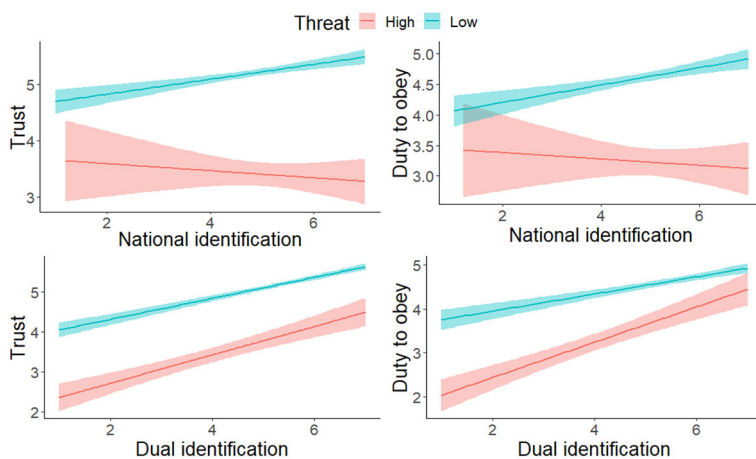 Threat High Low
Trust
5
4
3
2 4 6
National identification
Duty to obey
5.0
4.5
4.0
3.5
3.0
2 4 6
National identification
Trust
5
4
3
2
2 4 6
Dual identification
Duty to obey
5
4
3
2
2 4 6
Dual identification